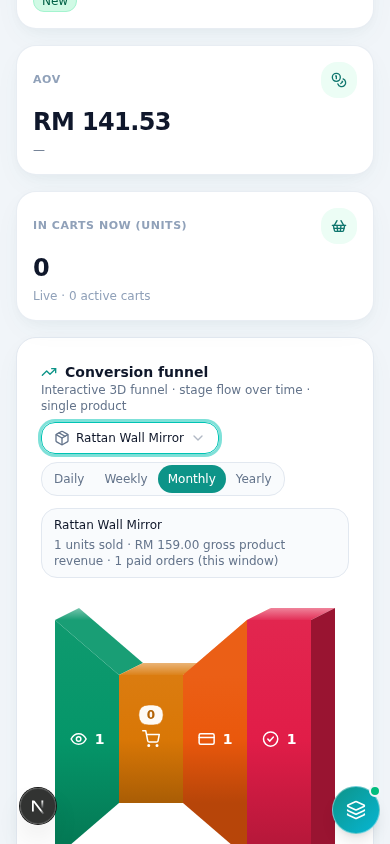 New
AOV
RM 141.53
—
IN CARTS NOW (UNITS)
0
Live · 0 active carts
Conversion funnel
Interactive 3D funnel · stage flow over time ·
single product
Rattan Wall Mirror
Daily Weekly Monthly Yearly
Rattan Wall Mirror
1 units sold · RM 159.00 gross product
revenue · 1 paid orders (this window)
0
1 1 1
N